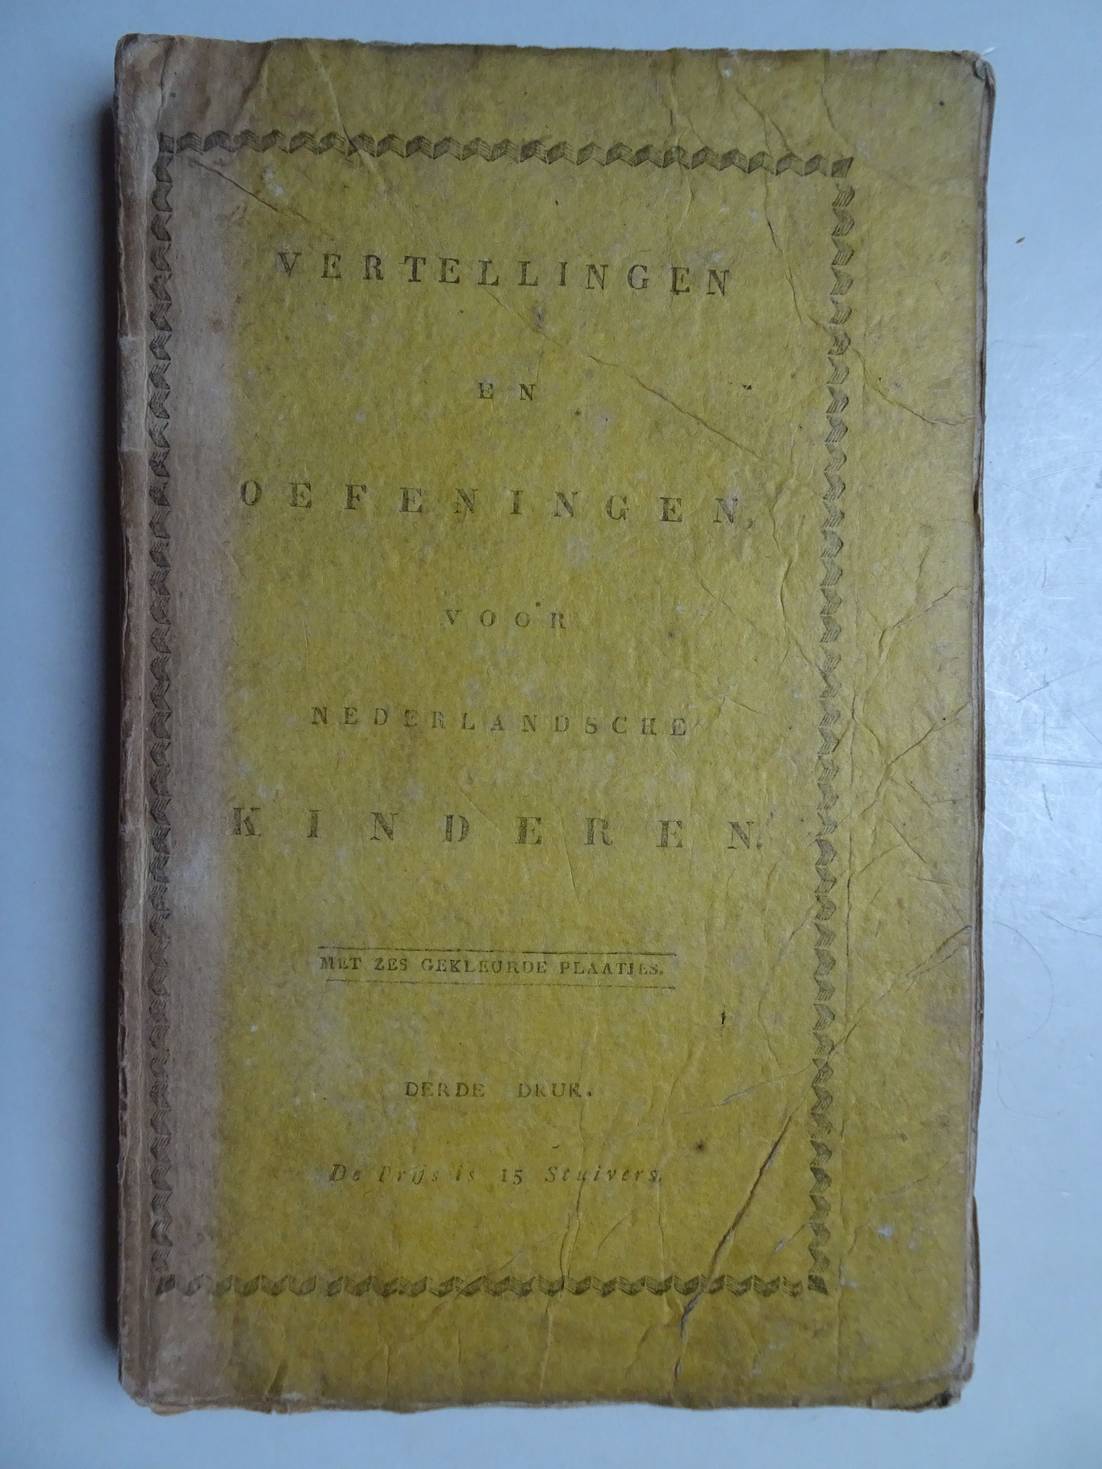 VERTELLINGEN
EN
OEFENINGEN,
VOOR
NEDERLANDSCHE
KINDEREN.
MET ZES GEKLEURDE PLAATJES.
DERDE DRUK.
De Prijs is 15 Stuivers.